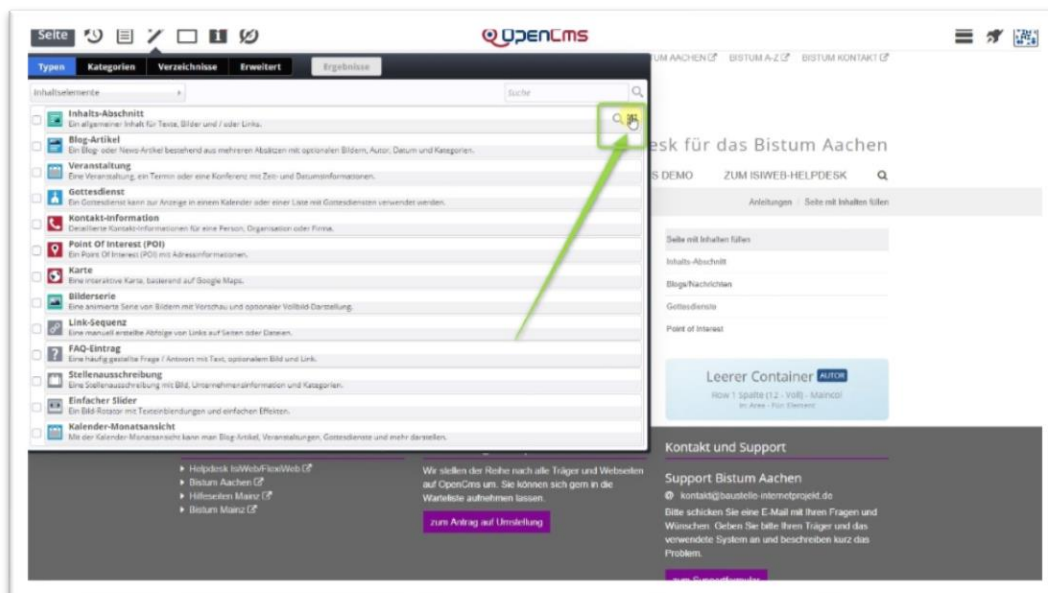 Seite
OpenCms
Typen Kategorien Verzeichnisse Erweitert Ergebnisse
Inhaltselemente
Suche
Inhalts-Abschnitt
Ein allgemeiner Inhalt für Texte, Bilder und / oder Links.
Blog-Artikel
Ein Blog- oder News-Artikel bestehend aus mehreren Absätzen mit optionalen Bildern, Autor, Datum und Kategorien.
Veranstaltung
Eine Veranstaltung, ein Termin oder eine Konferenz mit Zeit- und Datumsinformationen.
Gottesdienst
Ein Gottesdienst kann zur Anzeige in einem Kalender oder einer Liste mit Gottesdiensten verwendet werden.
Kontakt-Information
Detaillierte Kontakt-Informationen für eine Person, Organisation oder Firma.
Point Of Interest (POI)
Ein Point Of Interest (POI) mit Adressinformationen.
Karte
Eine interaktive Karte, basierend auf Google Maps.
Bilderserie
Eine animierte Serie von Bildern mit Vorschau und optionaler Vollbild-Darstellung.
Link-Sequenz
Eine manuell erstellte Abfolge von Links auf Seiten oder Dateien.
FAQ-Eintrag
Eine häufig gestellte Frage / Antwort mit Text, optionalem Bild und Link.
Stellenausschreibung
Eine Stellenausschreibung mit Bild, Unternehmensinformation und Kategorien.
Einfacher Slider
Ein Bild-Rotator mit Texteinblendungen und einfachen Effekten.
Kalender-Monatsansicht
Mit der Kalender-Monatsansicht kann man Blog-Artikel, Veranstaltungen, Gottesdienste und mehr darstellen.
TUM AACHEN BISTUM A-Z BISTUM KONTAKT
esk für das Bistum Aachen
S DEMO ZUM ISIWEB-HELPDESK
Anleitungen Seite mit Inhalten füllen
Seite mit Inhalten füllen
Inhalts-Abschnitt
Blogs/Nachrichten
Gottesdienste
Point of Interest
Leerer Container AUTOR
Row 1 Spalte (12 - Voll) - Maincol
Helpdesk IsiWeb/FlexiWeb
Bistum Aachen
Hilfeseiten Mainz
Bistum Mainz
Wir stellen der Reihe nach alle Träger und Webseiten
auf OpenCms um. Sie können sich gern in die
Warteliste aufnehmen lassen.
zum Antrag auf Umstellung
Kontakt und Support
Support Bistum Aachen
kontakt@baustelle-internetprojekt.de
Bitte schicken Sie eine E-Mail mit Ihren Fragen und
Wünschen. Geben Sie bitte Ihren Träger und das
verwendete System an und beschreiben kurz das
Problem.
zum Supportformular